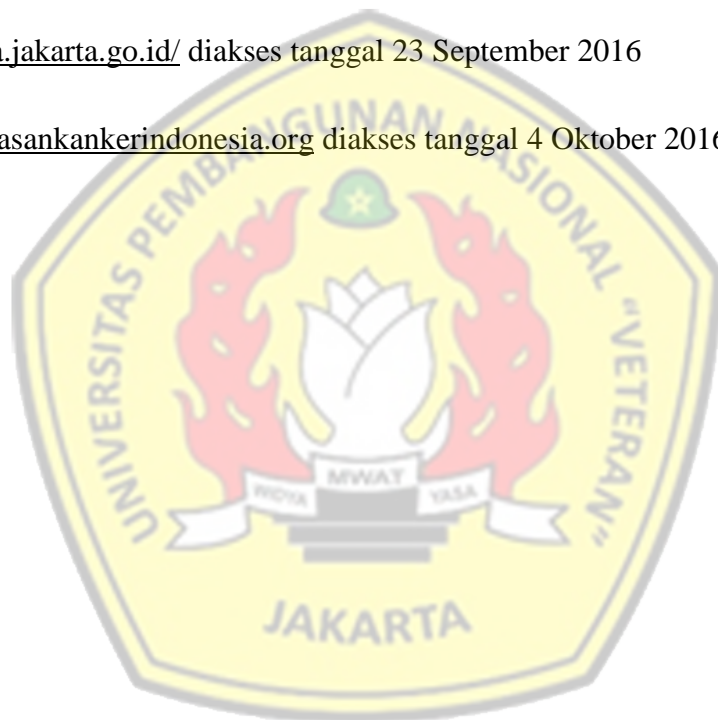 a.jakarta.go.id/ diakses tanggal 23 September 2016
asankankerindonesia.org diakses tanggal 4 Oktober 2016
UNIVERSITAS PEMBANGUNAN NASIONAL "VETERAN"
WIDYA MWAT YASA
JAKARTA